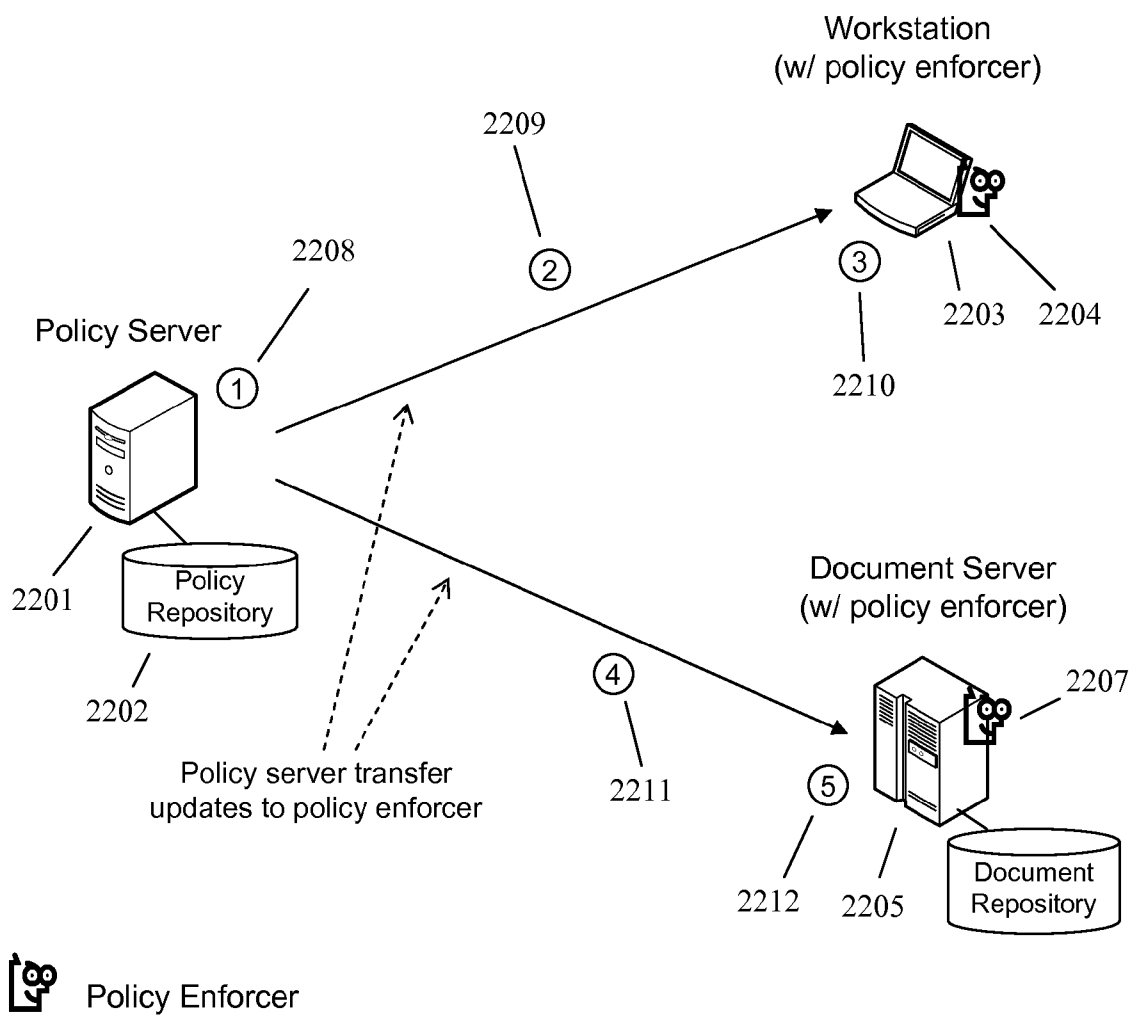 Workstation
(w/ policy enforcer)
2209
2
2208
3
Policy Server
2203
2204
1
2210
2201
Policy
Repository
Document Server
(w/ policy enforcer)
2202
4
2207
Policy server transfer
updates to policy enforcer
2211
5
2212
2205
Document
Repository
Policy Enforcer